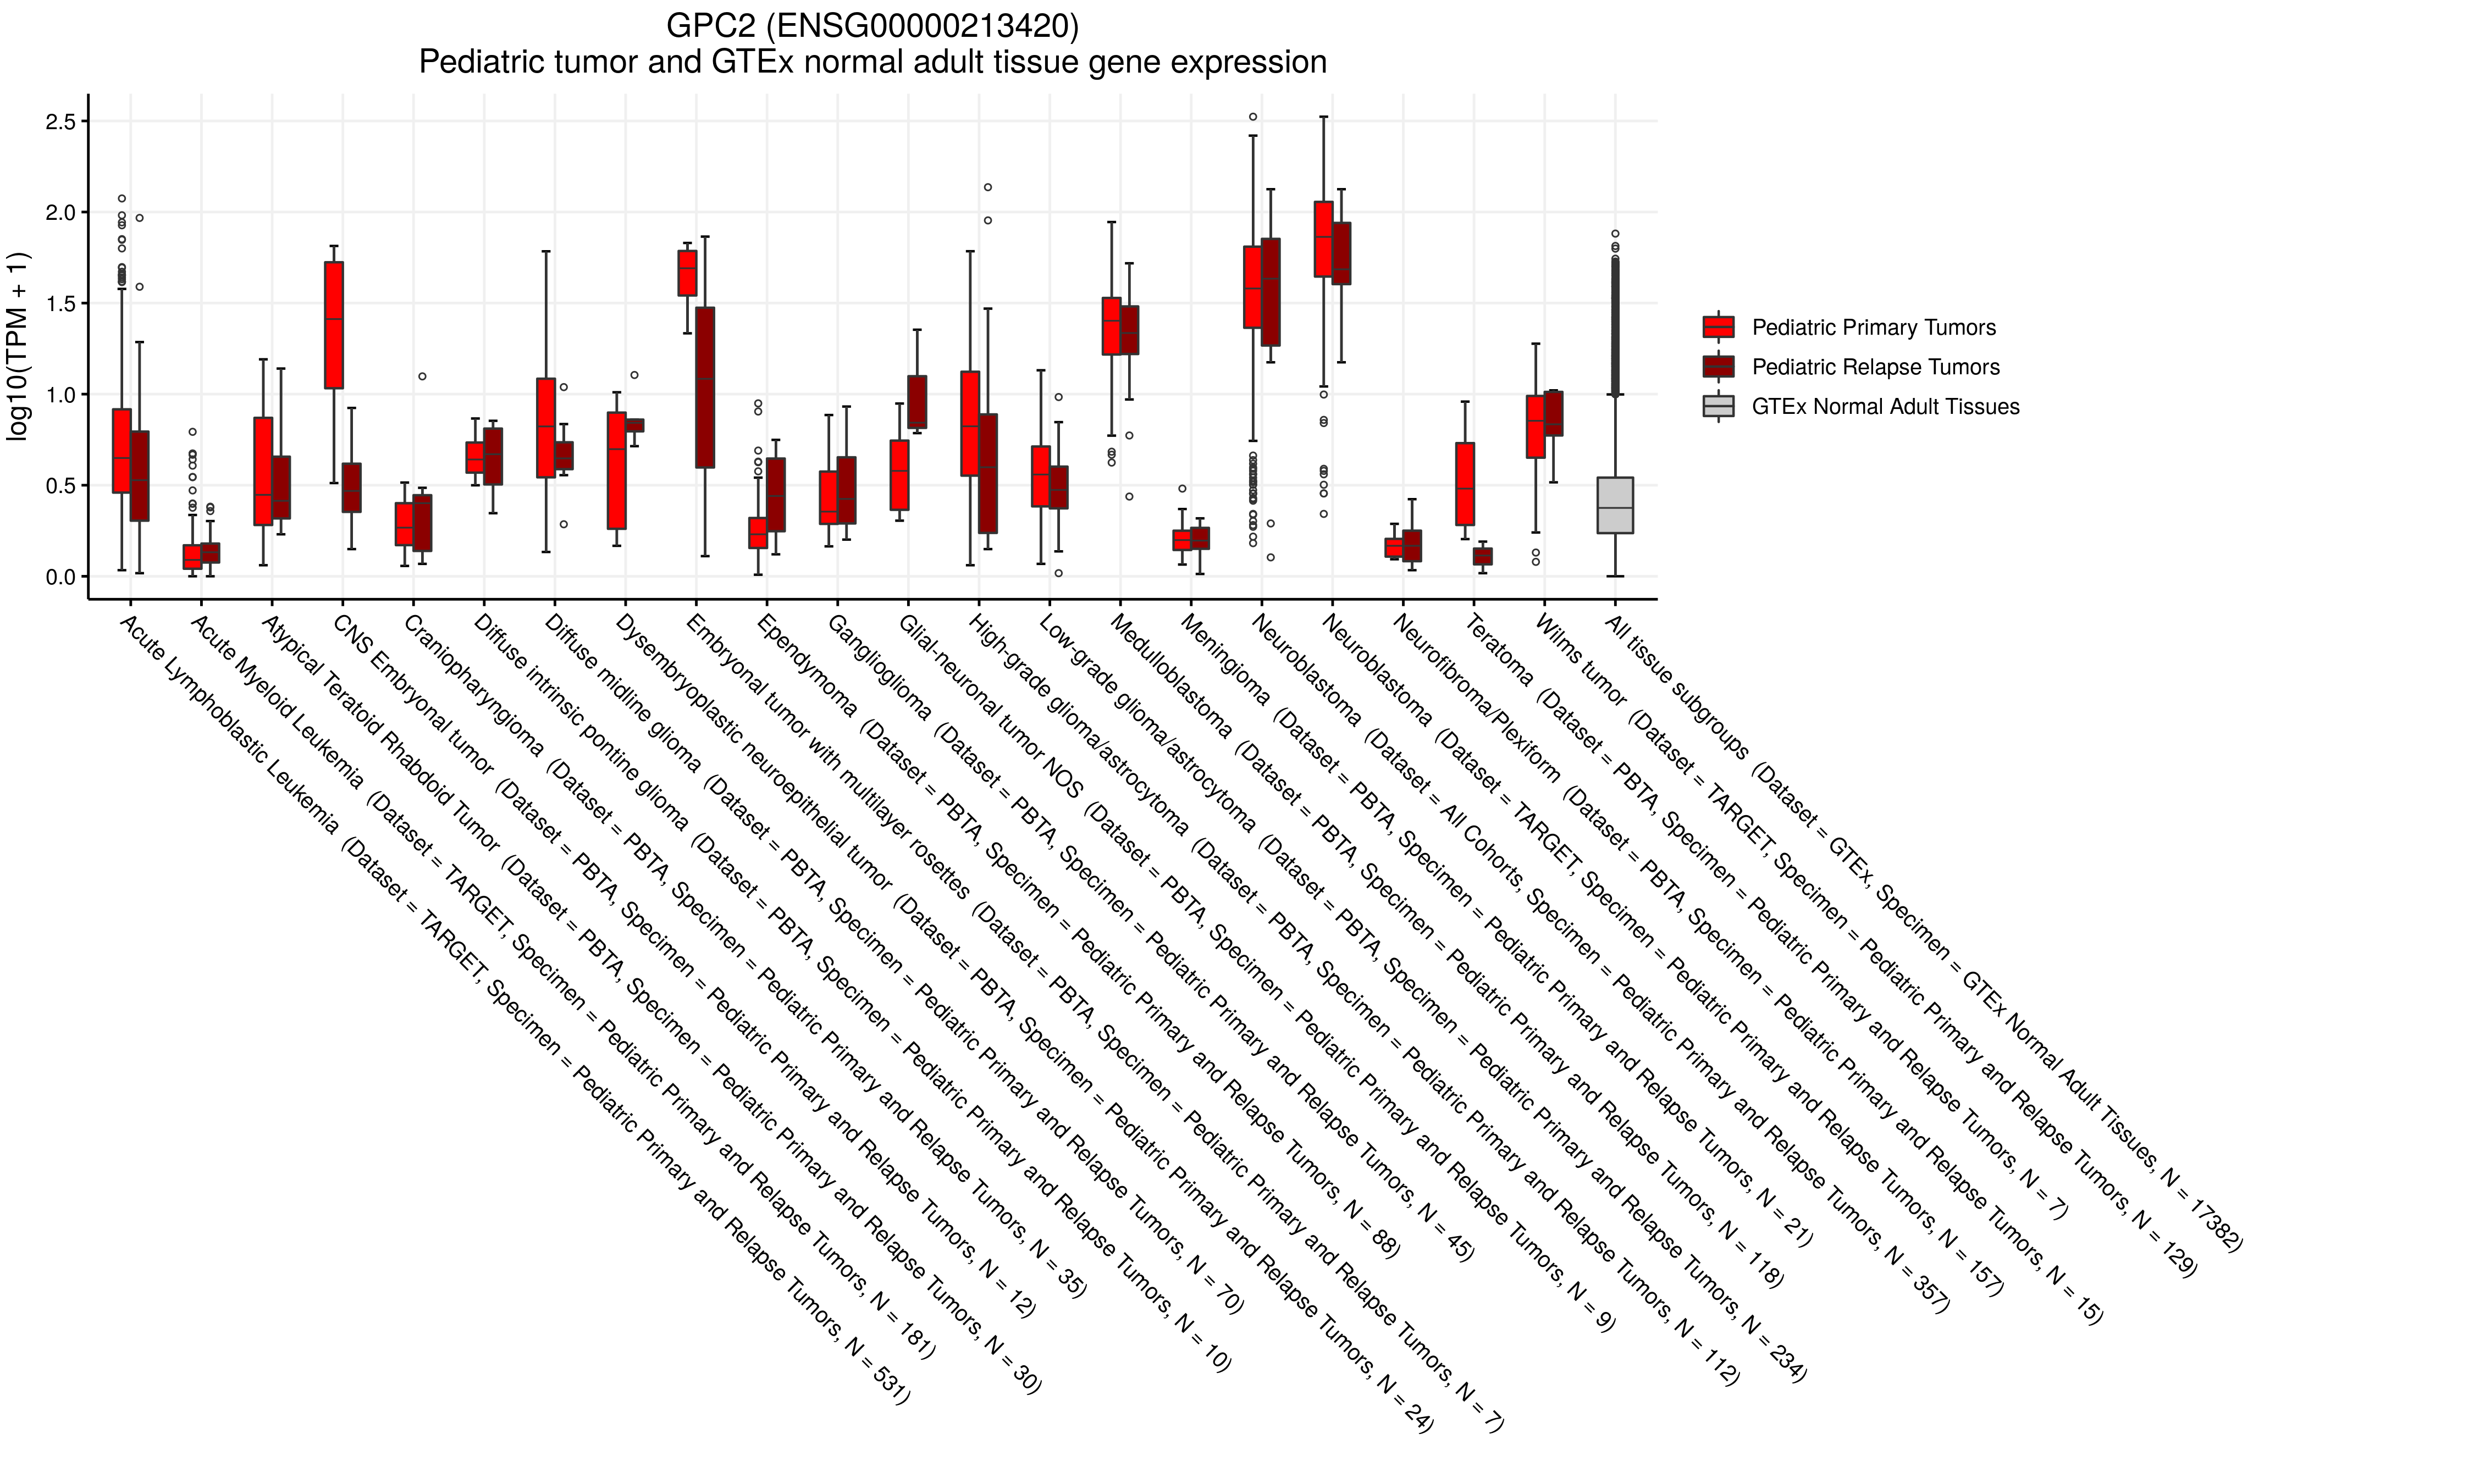 GPC2 (ENSG00000213420)
Pediatric tumor and GTEx normal adult tissue gene expression
log10(TPM + 1)
2.5
2.0
1.5
1.0
0.5
0.0
Pediatric Primary Tumors
Pediatric Relapse Tumors
GTEx Normal Adult Tissues
Acute Lymphoblastic Leukemia (Dataset = TARGET, Specimen = Pediatric Primary and Relapse Tumors, N = 531)
Acute Myeloid Leukemia (Dataset = TARGET, Specimen = Pediatric Primary and Relapse Tumors, N = 181)
Atypical Teratoid Rhabdoid Tumor (Dataset = PBTA, Specimen = Pediatric Primary and Relapse Tumors, N = 30)
CNS Embryonal tumor (Dataset = PBTA, Specimen = Pediatric Primary and Relapse Tumors, N = 12)
Craniopharyngioma (Dataset = PBTA, Specimen = Pediatric Primary and Relapse Tumors, N = 35)
Diffuse intrinsic pontine glioma (Dataset = PBTA, Specimen = Pediatric Primary and Relapse Tumors, N = 10)
Diffuse midline glioma (Dataset = PBTA, Specimen = Pediatric Primary and Relapse Tumors, N = 70)
Dysembryoplastic neuroepithelial tumor (Dataset = PBTA, Specimen = Pediatric Primary and Relapse Tumors, N = 24)
Embryonal tumor with multilayer rosettes (Dataset = PBTA, Specimen = Pediatric Primary and Relapse Tumors, N = 7)
Ependymoma (Dataset = PBTA, Specimen = Pediatric Primary and Relapse Tumors, N = 88)
Ganglioglioma (Dataset = PBTA, Specimen = Pediatric Primary and Relapse Tumors, N = 45)
Glial-neuronal tumor NOS (Dataset = PBTA, Specimen = Pediatric Primary and Relapse Tumors, N = 9)
High-grade glioma/astrocytoma (Dataset = PBTA, Specimen = Pediatric Primary and Relapse Tumors, N = 112)
Low-grade glioma/astrocytoma (Dataset = PBTA, Specimen = Pediatric Primary and Relapse Tumors, N = 234)
Medulloblastoma (Dataset = PBTA, Specimen = Pediatric Primary and Relapse Tumors, N = 118)
Meningioma (Dataset = PBTA, Specimen = Pediatric Primary and Relapse Tumors, N = 21)
Neuroblastoma (Dataset = All Cohorts, Specimen = Pediatric Primary and Relapse Tumors, N = 357)
Neuroblastoma (Dataset = TARGET, Specimen = Pediatric Primary and Relapse Tumors, N = 157)
Neurofibroma/Plexiform (Dataset = PBTA, Specimen = Pediatric Primary and Relapse Tumors, N = 15)
Teratoma (Dataset = PBTA, Specimen = Pediatric Primary and Relapse Tumors, N = 7)
Wilms tumor (Dataset = TARGET, Specimen = Pediatric Primary and Relapse Tumors, N = 129)
All tissue subgroups (Dataset = GTEx, Specimen = GTEx Normal Adult Tissues, N = 17382)